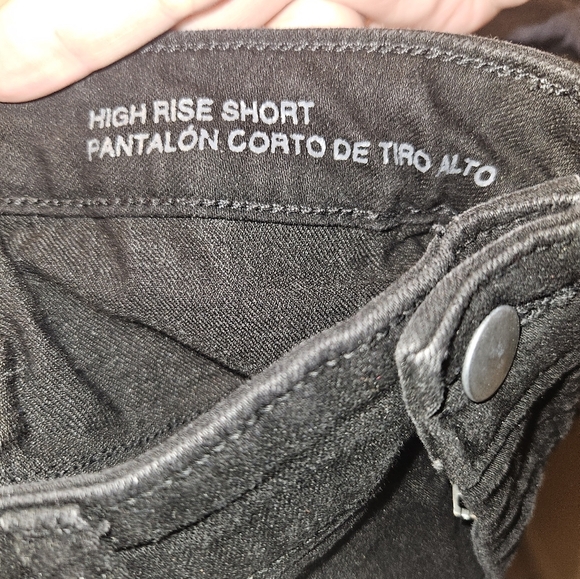 HIGH RISE SHORT
PANTALÓN CORTO DE TIRO ALTO